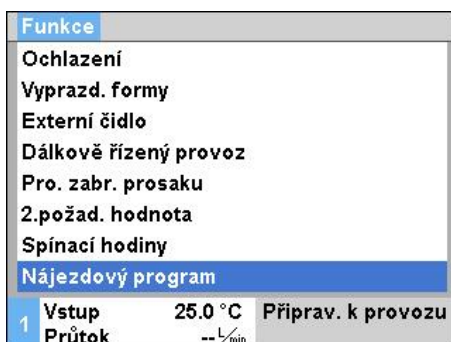 Funkce
Ochlazení
Vyprazd. formy
Externí čidlo
Dálkově řízený provoz
Pro. zabr. prosaku
2.požad. hodnota
Spínací hodiny
Nájezdový program
1 Vstup 25.0 °C Připrav. k provozu
Průtok -- L/min